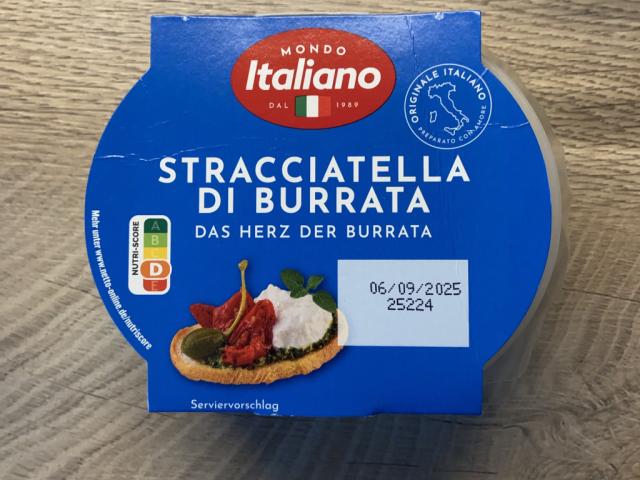 MONDO
Italiano
DAL 1989
ORIGINALE ITALIANO
PREPARATO CON AMORE
STRACCIATELLA
DI BURRATA
DAS HERZ DER BURRATA
Mehr unter www.netto-online.de/nutriscore
NUTRI-SCORE
A
B
C
D
E
06/09/2025
25224
Serviervorschlag